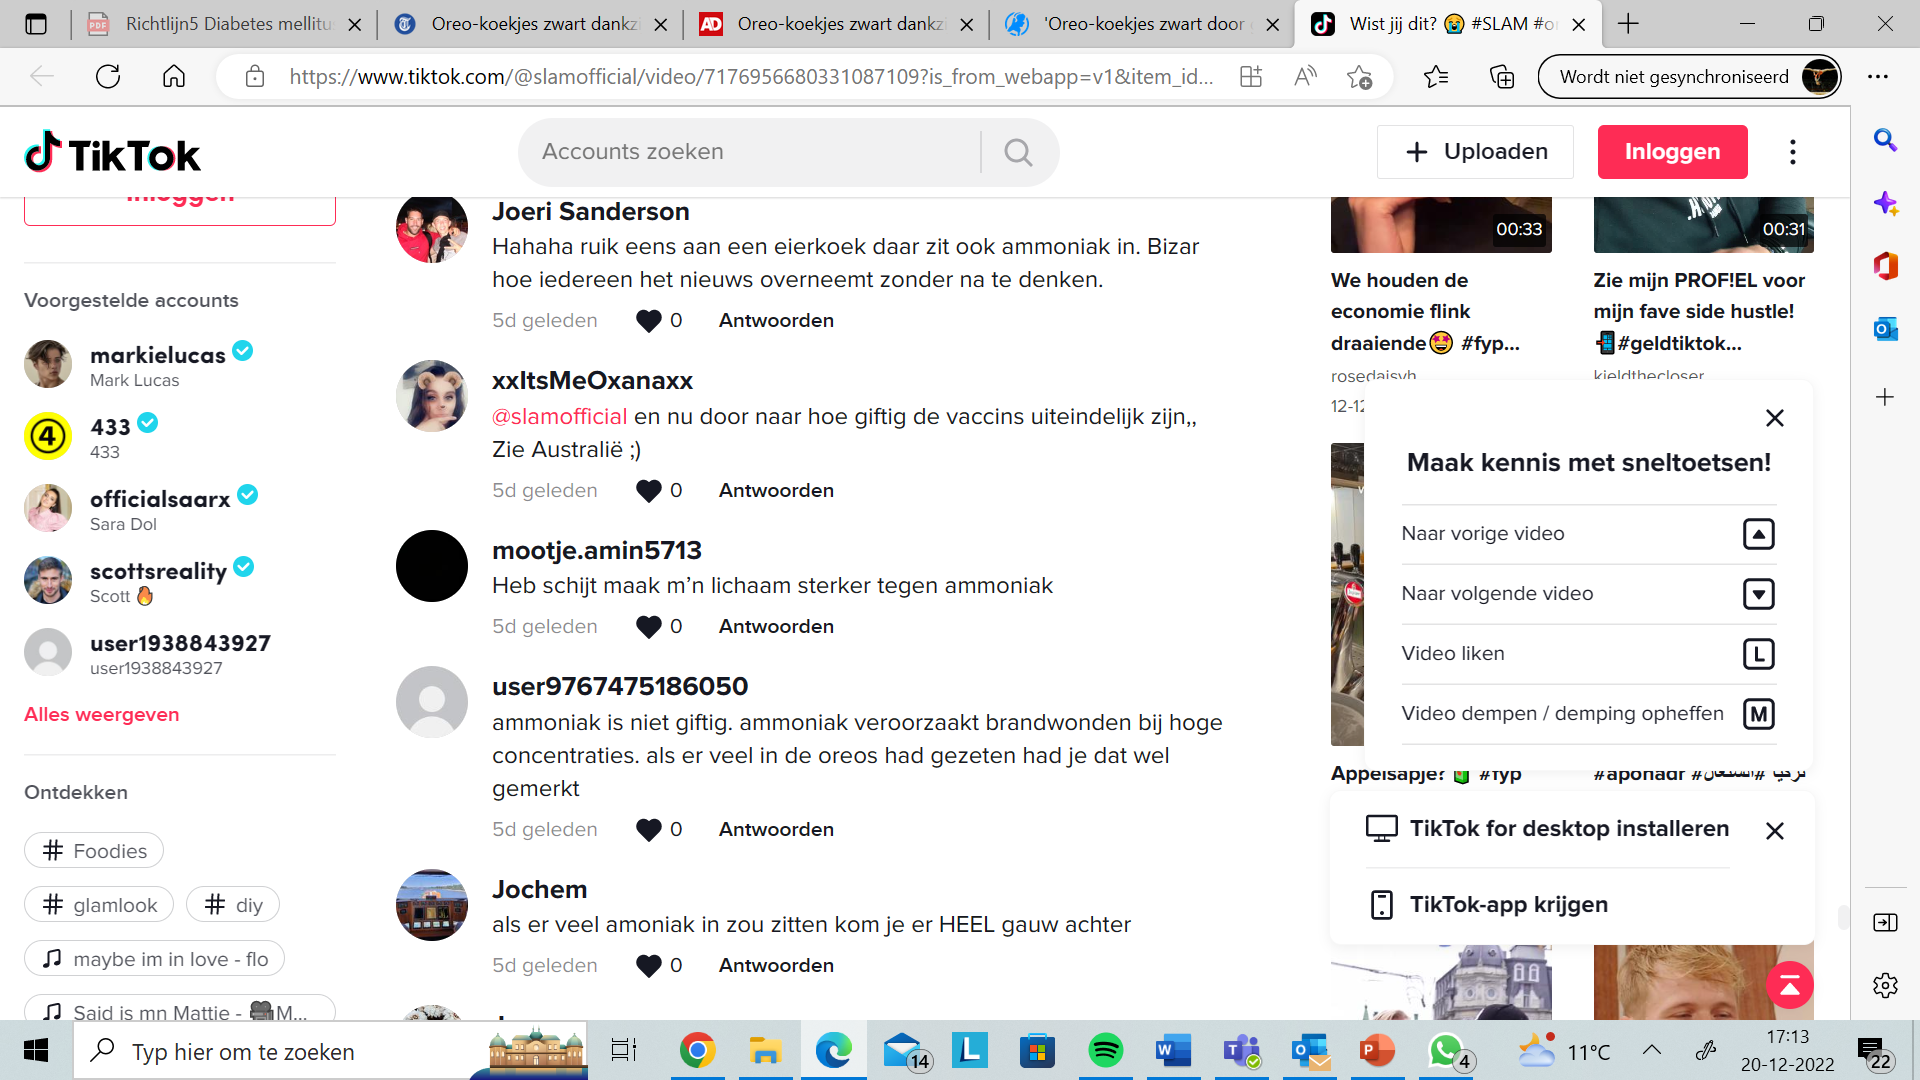 Richtlijn5 Diabetes mellitu
Oreo-koekjes zwart dankz
Oreo-koekjes zwart dankz
'Oreo-koekjes zwart door
Wist jij dit? 😭 #SLAM #o
https://www.tiktok.com/@slamofficial/video/7176956680331087109?is_from_webapp=v1&item_id...
Wordt niet gesynchroniseerd
TikTok
Accounts zoeken
Uploaden
Inloggen
Inloggen
Voorgestelde accounts
markielucas
Mark Lucas
433
433
officialsaarx
Sara Dol
scottsreality
Scott 🔥
user1938843927
user1938843927
Alles weergeven
Ontdekken
# Foodies
# glamlook
# diy
maybe im in love - flo
Said is mn Mattie - 🎥M...
Joeri Sanderson
Hahaha ruik eens aan een eierkoek daar zit ook ammoniak in. Bizar
hoe iedereen het nieuws overneemt zonder na te denken.
5d geleden 0 Antwoorden
xxItsMeOxanaxx
@slamofficial en nu door naar hoe giftig de vaccins uiteindelijk zijn,,
Zie Australië ;)
5d geleden 0 Antwoorden
mootje.amin5713
Heb schijt maak m’n lichaam sterker tegen ammoniak
5d geleden 0 Antwoorden
user9767475186050
ammoniak is niet giftig. ammoniak veroorzaakt brandwonden bij hoge
concentraties. als er veel in de oreos had gezeten had je dat wel
gemerkt
5d geleden 0 Antwoorden
Jochem
als er veel amoniak in zou zitten kom je er HEEL gauw achter
5d geleden 0 Antwoorden
00:33
We houden de
economie flink
draaiende🤩 #fyp...
rosedaisyh
12-12
00:31
Zie mijn PROF!EL voor
mijn fave side hustle!
📲#geldtiktok...
kjeldthecloser
Maak kennis met sneltoetsen!
Naar vorige video
Naar volgende video
Video liken L
Video dempen / demping opheffen M
Appelsapje? 🧃 #fyp
TikTok for desktop installeren
TikTok-app krijgen
Typ hier om te zoeken
14
4
11°C
17:13
20-12-2022
22